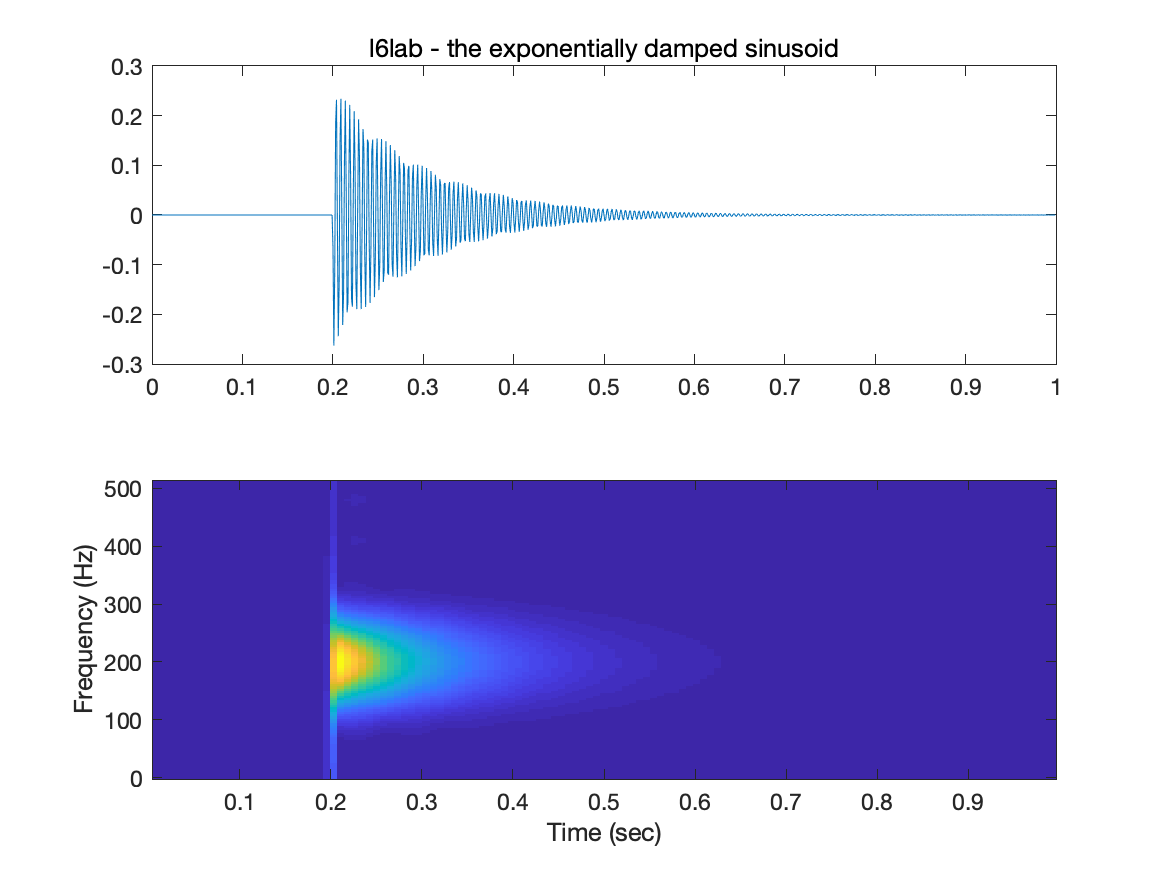 l6lab - the exponentially damped sinusoid
0.3
0.2
0.1
0
-0.1
-0.2
-0.3
0 0.1 0.2 0.3 0.4 0.5 0.6 0.7 0.8 0.9 1
500
400
300
200
100
0
Frequency (Hz)
0.1 0.2 0.3 0.4 0.5 0.6 0.7 0.8 0.9
Time (sec)